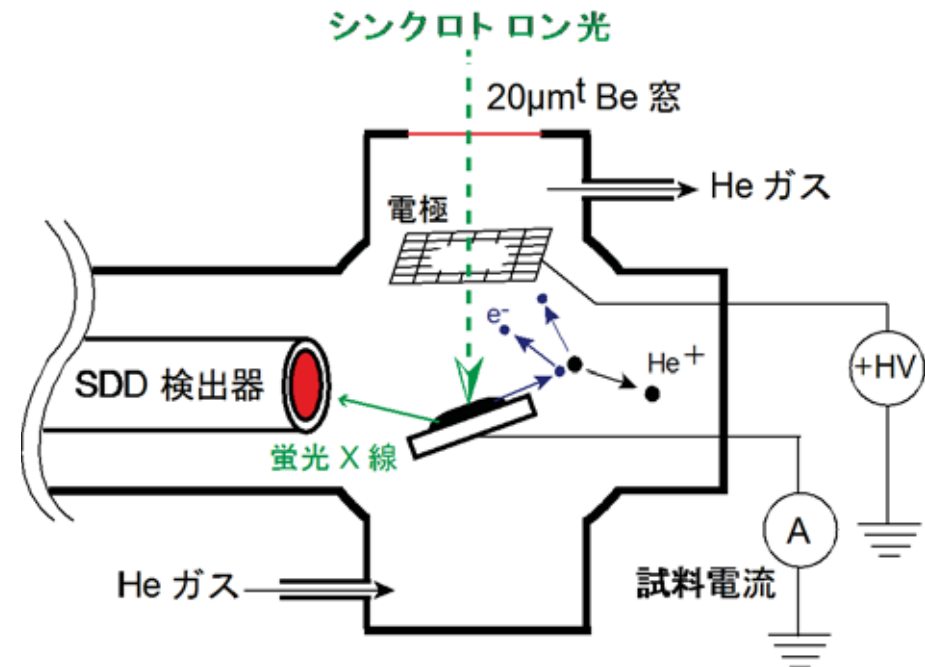 シンクロトロン光
20µmt Be 窓
He ガス
電極
e-
He+
+HV
SDD 検出器
蛍光 X 線
A
He ガス
試料電流